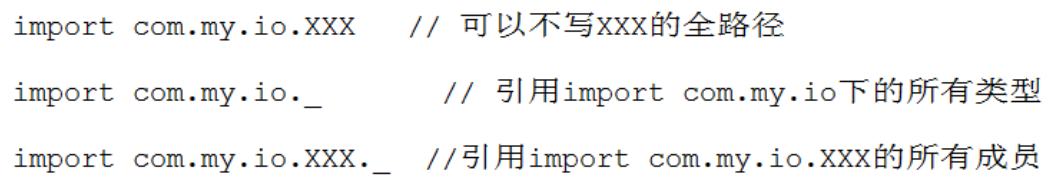 import com.my.io.XXX // 可以不写XXX的全路径
import com.my.io._ // 引用import com.my.io下的所有类型
import com.my.io.XXX._ //引用import com.my.io.XXX的所有成员